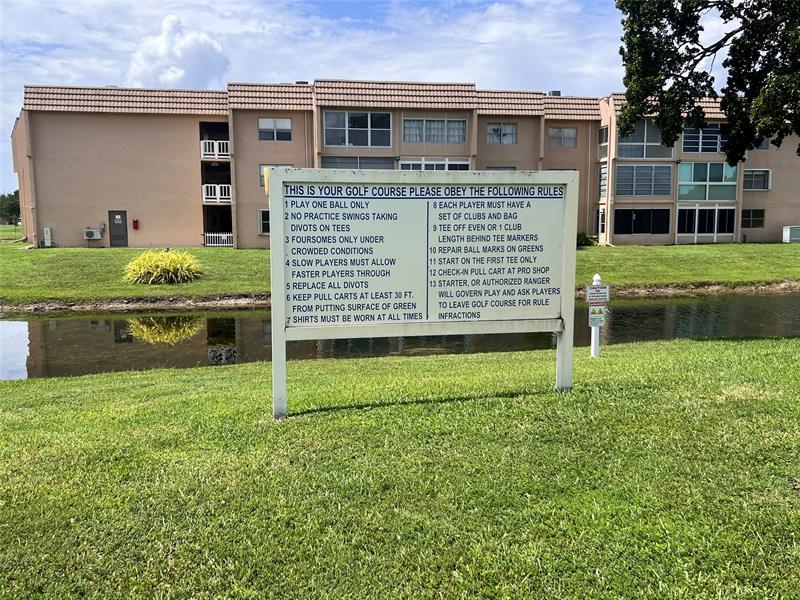 THIS IS YOUR GOLF COURSE PLEASE OBEY THE FOLLOWING RULES
1 PLAY ONE BALL ONLY
2 NO PRACTICE SWINGS TAKING
DIVOTS ON TEES
3 FOURSOMES ONLY UNDER
CROWDED CONDITIONS
4 SLOW PLAYERS MUST ALLOW
FASTER PLAYERS THROUGH
5 REPLACE ALL DIVOTS
6 KEEP PULL CARTS AT LEAST 30 FT.
FROM PUTTING SURFACE OF GREEN
7 SHIRTS MUST BE WORN AT ALL TIMES
8 EACH PLAYER MUST HAVE A
SET OF CLUBS AND BAG
9 TEE OFF EVEN OR 1 CLUB
LENGTH BEHIND TEE MARKERS
10 REPAIR BALL MARKS ON GREENS
11 START ON THE FIRST TEE ONLY
12 CHECK-IN PULL CART AT PRO SHOP
13 STARTER, OR AUTHORIZED RANGER
WILL GOVERN PLAY AND ASK PLAYERS
TO LEAVE GOLF COURSE FOR RULE
INFRACTIONS
CAUTION